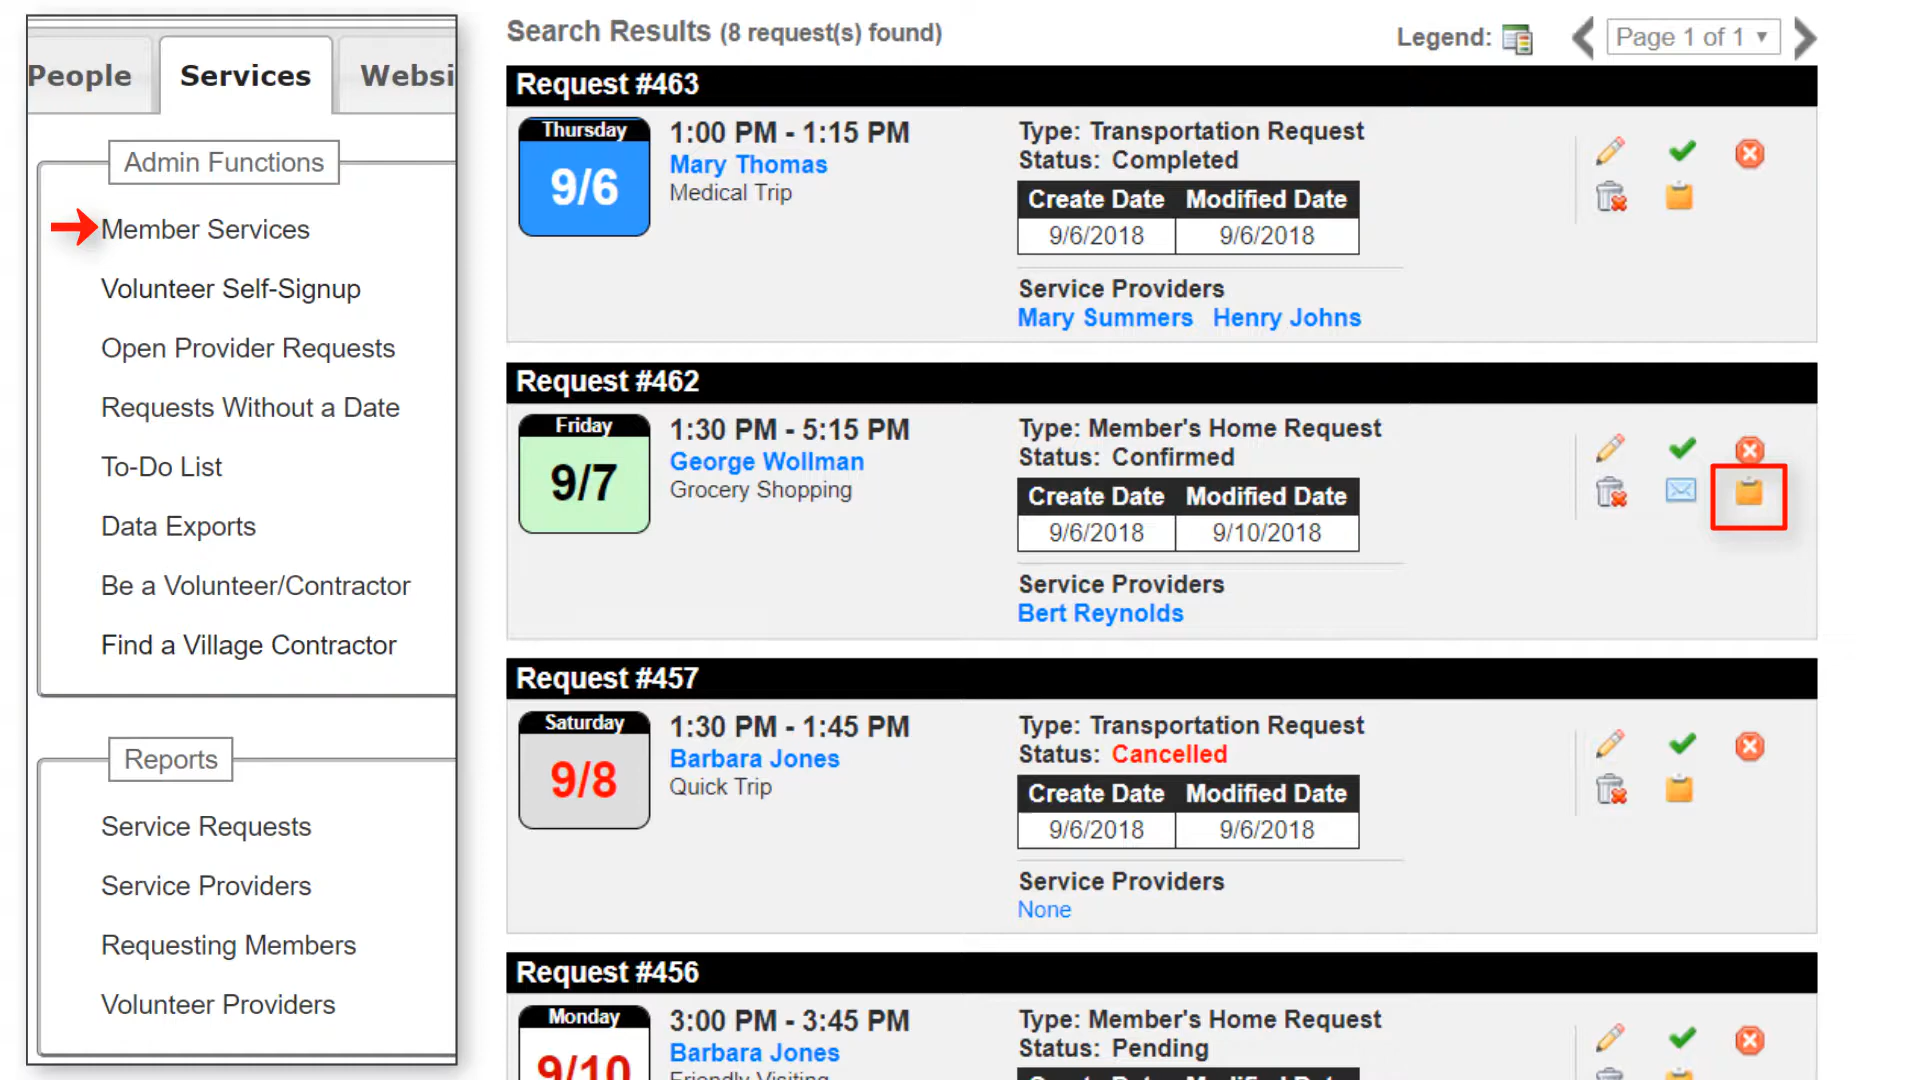 People
Services
Websi
Admin Functions
Member Services
Volunteer Self-Signup
Open Provider Requests
Requests Without a Date
To-Do List
Data Exports
Be a Volunteer/Contractor
Find a Village Contractor
Reports
Service Requests
Service Providers
Requesting Members
Volunteer Providers
Search Results (8 request(s) found)
Legend:
Page 1 of 1
Request #463
Thursday
9/6
1:00 PM - 1:15 PM
Mary Thomas
Medical Trip
Type: Transportation Request
Status: Completed
Create Date Modified Date
9/6/2018 9/6/2018
Service Providers
Mary Summers Henry Johns
Request #462
Friday
9/7
1:30 PM - 5:15 PM
George Wollman
Grocery Shopping
Type: Member's Home Request
Status: Confirmed
Create Date Modified Date
9/6/2018 9/10/2018
Service Providers
Bert Reynolds
Request #457
Saturday
9/8
1:30 PM - 1:45 PM
Barbara Jones
Quick Trip
Type: Transportation Request
Status: Cancelled
Create Date Modified Date
9/6/2018 9/6/2018
Service Providers
None
Request #456
Monday
9/10
3:00 PM - 3:45 PM
Barbara Jones
Friendly Visiting
Type: Member's Home Request
Status: Pending
Create Date Modified Date